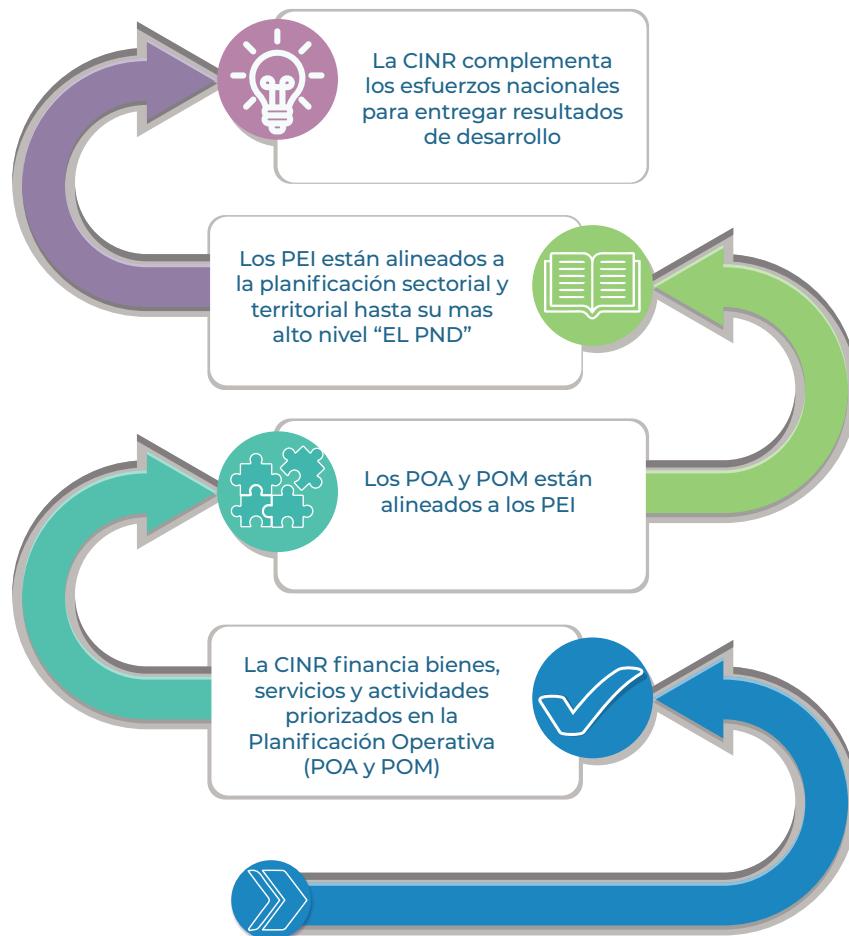 La CINR complementa
los esfuerzos nacionales
para entregar resultados
de desarrollo
Los PEI están alineados a
la planificación sectorial y
territorial hasta su mas
alto nivel “EL PND”
Los POA y POM están
alineados a los PEI
La CINR financia bienes,
servicios y actividades
priorizados en la
Planificación Operativa
(POA y POM)